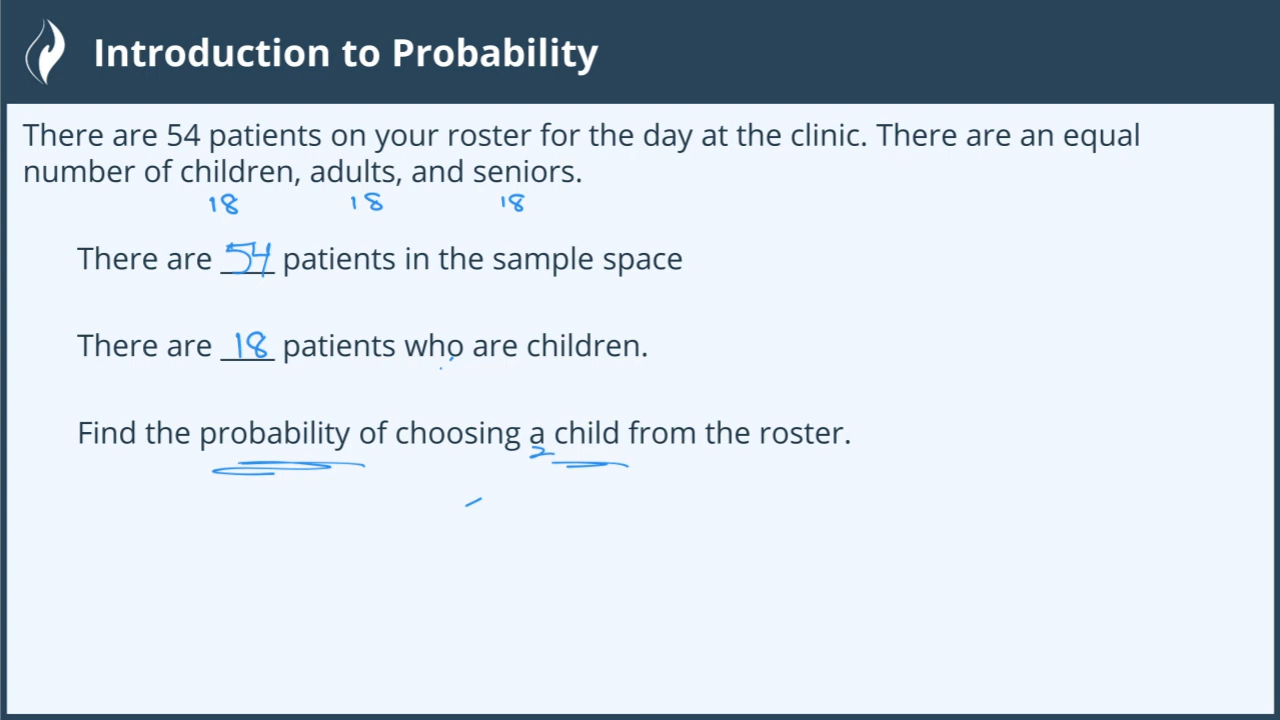 Introduction to Probability
There are 54 patients on your roster for the day at the clinic. There are an equal
number of children, adults, and seniors.
18 18 18
There are 54 patients in the sample space
There are 18 patients who are children.
Find the probability of choosing a child from the roster.